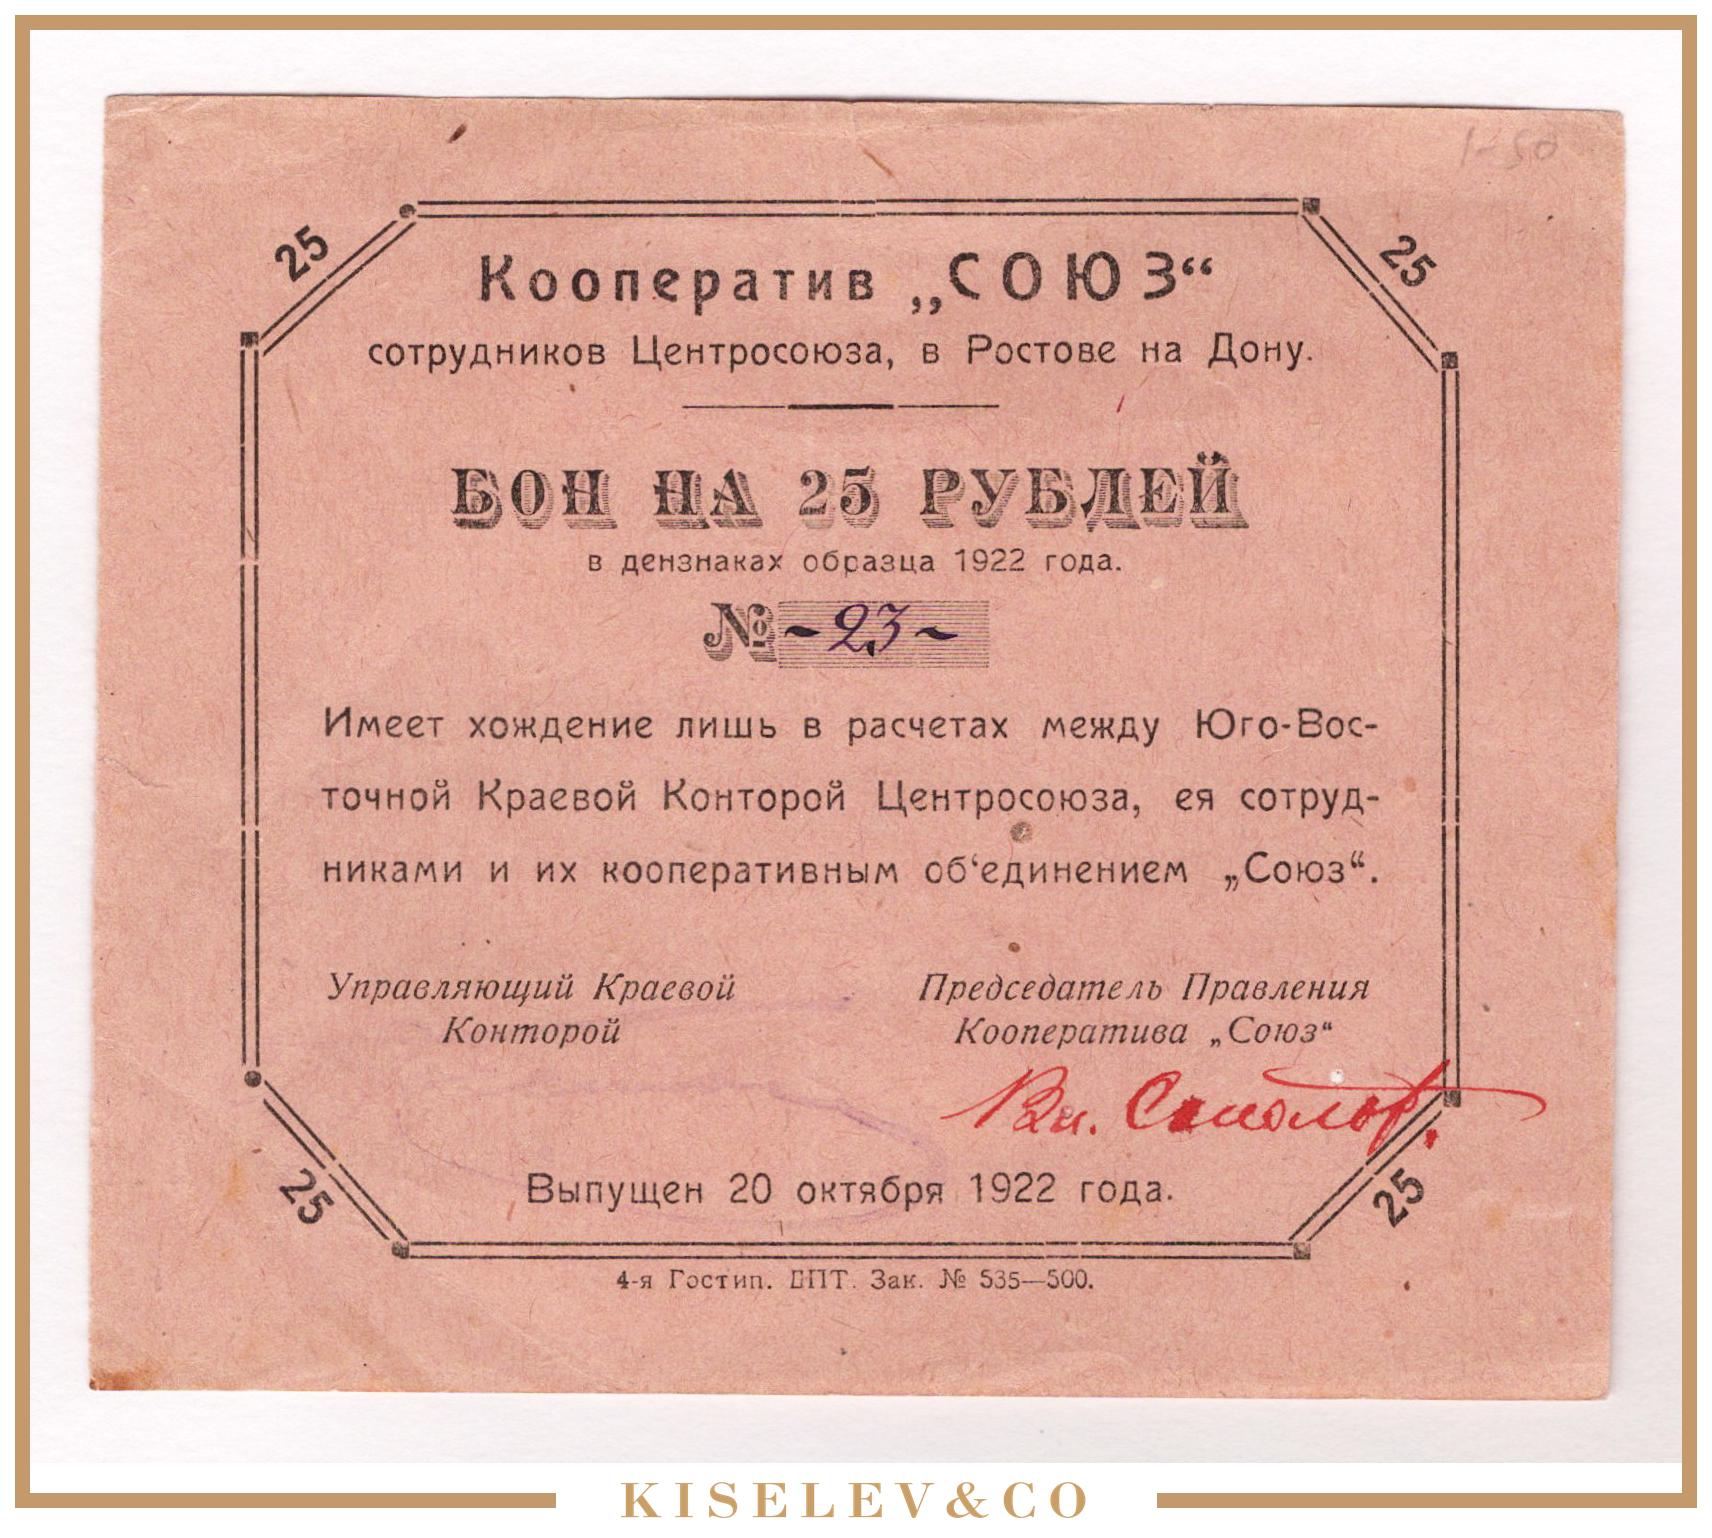 1-50
25
25
Кооператив „СОЮЗ“
сотрудников Центросоюза, в Ростове на Дону.
БОН НА 25 РУБЛЕЙ
в дензнаках образца 1922 года.
№ -23-
Имеет хождение лишь в расчетах между Юго-Вос-
точной Краевой Конторой Центросоюза, ея сотруд-
никами и их кооперативным об‘единением „Союз“.
Управляющий Краевой
Конторой
Председатель Правления
Кооператива „Союз“
Вл.
Выпущен 20 октября 1922 года.
25
25
4-я Гостип. Зак. № 535—500.
KISELEV&CO